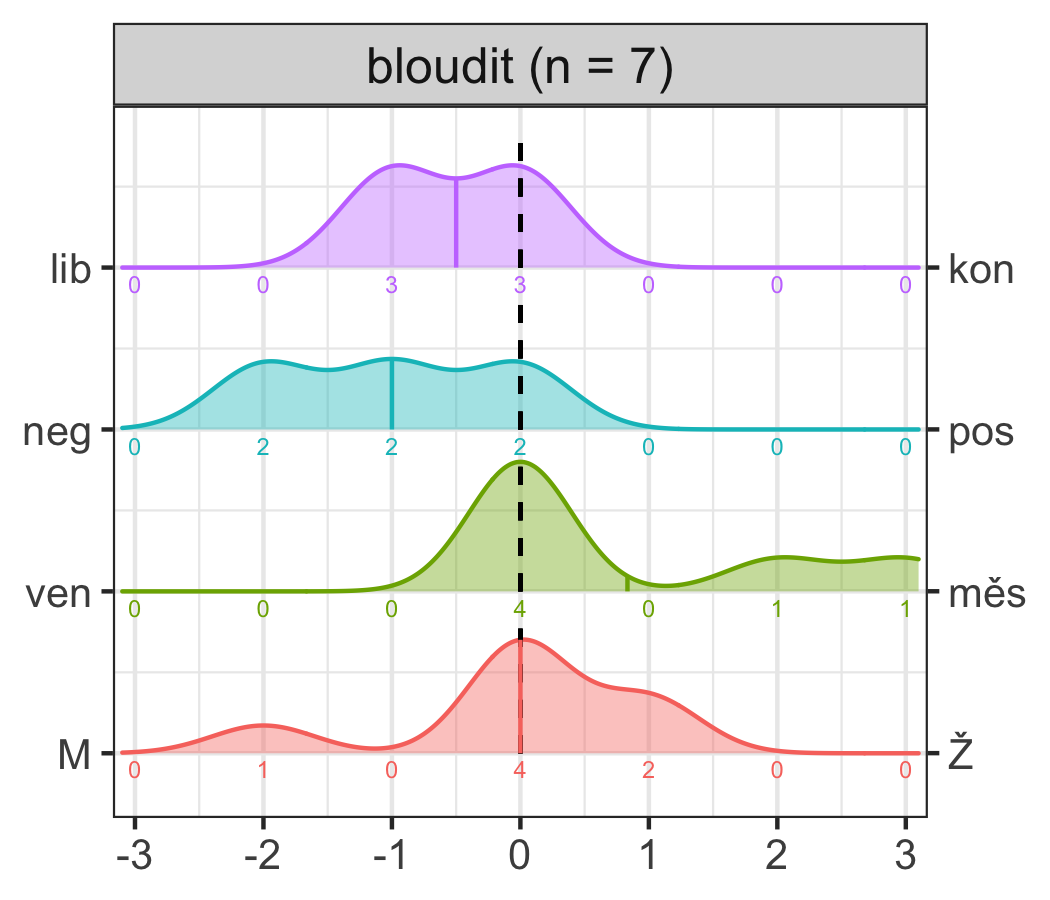 bloudit (n = 7)
lib kon
0 0 3 3 0 0 0
neg pos
0 2 2 2 0 0 0
ven měs
0 0 0 4 0 1 1
M Ž
0 1 0 4 2 0 0
-3 -2 -1 0 1 2 3